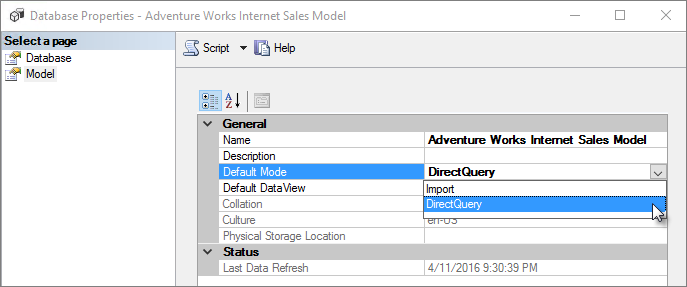 Database Properties - Adventure Works Internet Sales Model
Select a page
Database
Model
Script
Help
General
Name Adventure Works Internet Sales Model
Description
Default Mode DirectQuery
Default DataView
Import
Collation
DirectQuery
Culture en-US
Physical Storage Location
Status
Last Data Refresh 4/11/2016 9:30:39 PM